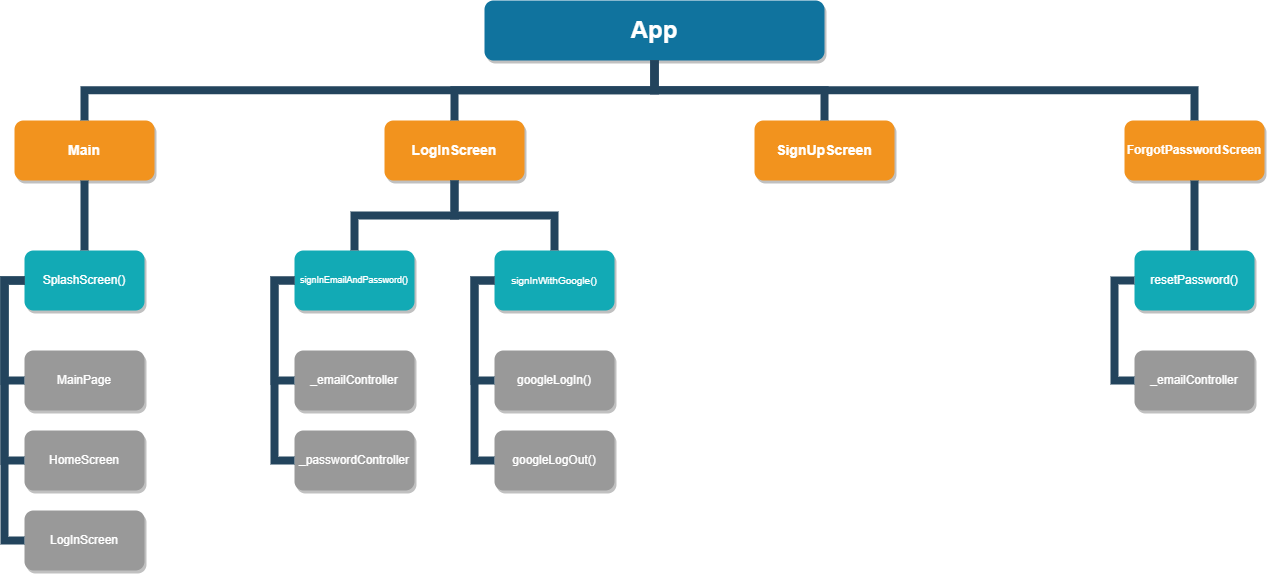 App
Main
LogInScreen
SignUpScreen
ForgotPasswordScreen
SplashScreen()
signInEmailAndPassword()
signInWithGoogle()
resetPassword()
MainPage
_emailController
googleLogIn()
_emailController
HomeScreen
_passwordController
googleLogOut()
LogInScreen